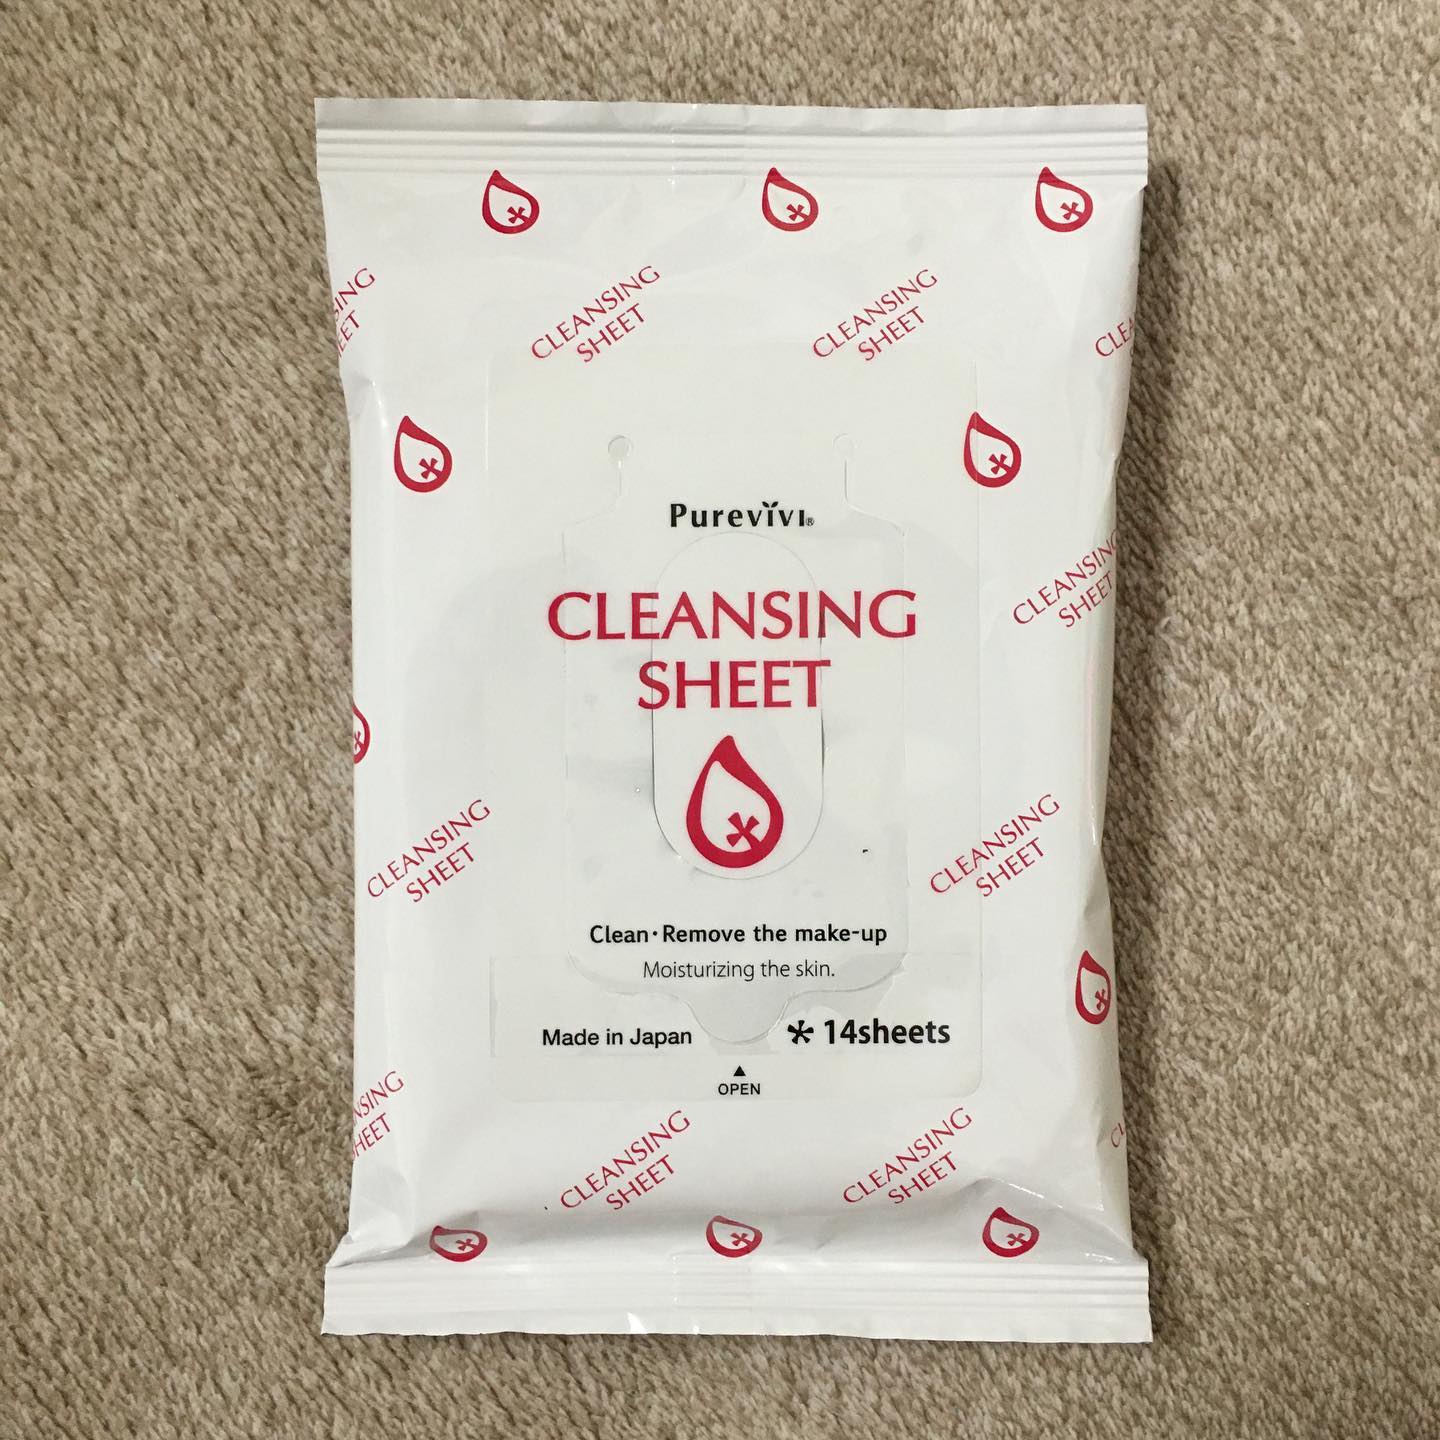 CLEANSING
SHEET
CLEANSING
SHEET
Purevivi®
CLEANSING
SHEET
CLEANSING
SHEET
CLEANSING
SHEET
CLEANSING
SHEET
Clean・Remove the make-up
Moisturizing the skin.
Made in Japan
* 14sheets
▲
OPEN
CLEANSING
SHEET
CLEANSING
SHEET